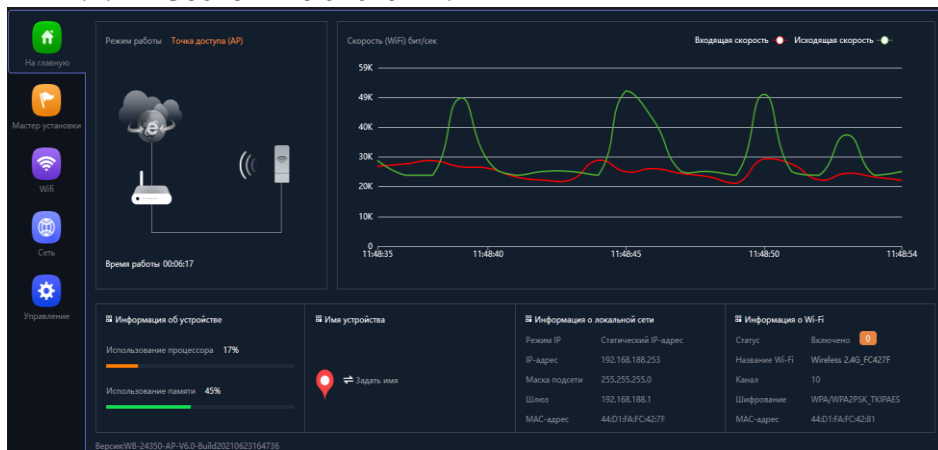 На главную
Мастер установки
Wifi
Сеть
Управление
Режим работы Точка доступа (AP)
Время работы 00:06:17
Скорость (WiFi) бит/сек
Входящая скорость Исходящая скорость
59K
49K
40K
30K
20K
10K
0
11:48:35 11:48:40 11:48:45 11:48:50 11:48:54
Информация об устройстве
Использование процессора 17%
Использование памяти 45%
Имя устройства
Задать имя
Информация о локальной сети
Режим IP Статический IP-адрес
IP-адрес 192.168.188.253
Маска подсети 255.255.255.0
Шлюз 192.168.188.1
MAC-адрес 44:D1:FA:FC:42:7F
Информация о Wi-Fi
Статус Включено 0
Название Wi-Fi Wireless 2.4G_FC427F
Канал 10
Шифрование WPA/WPA2PSK_TKIPAES
MAC-адрес 44:D1:FA:FC:42:81
Версия:WB-24350-AP-V6.0-Build20210623164736